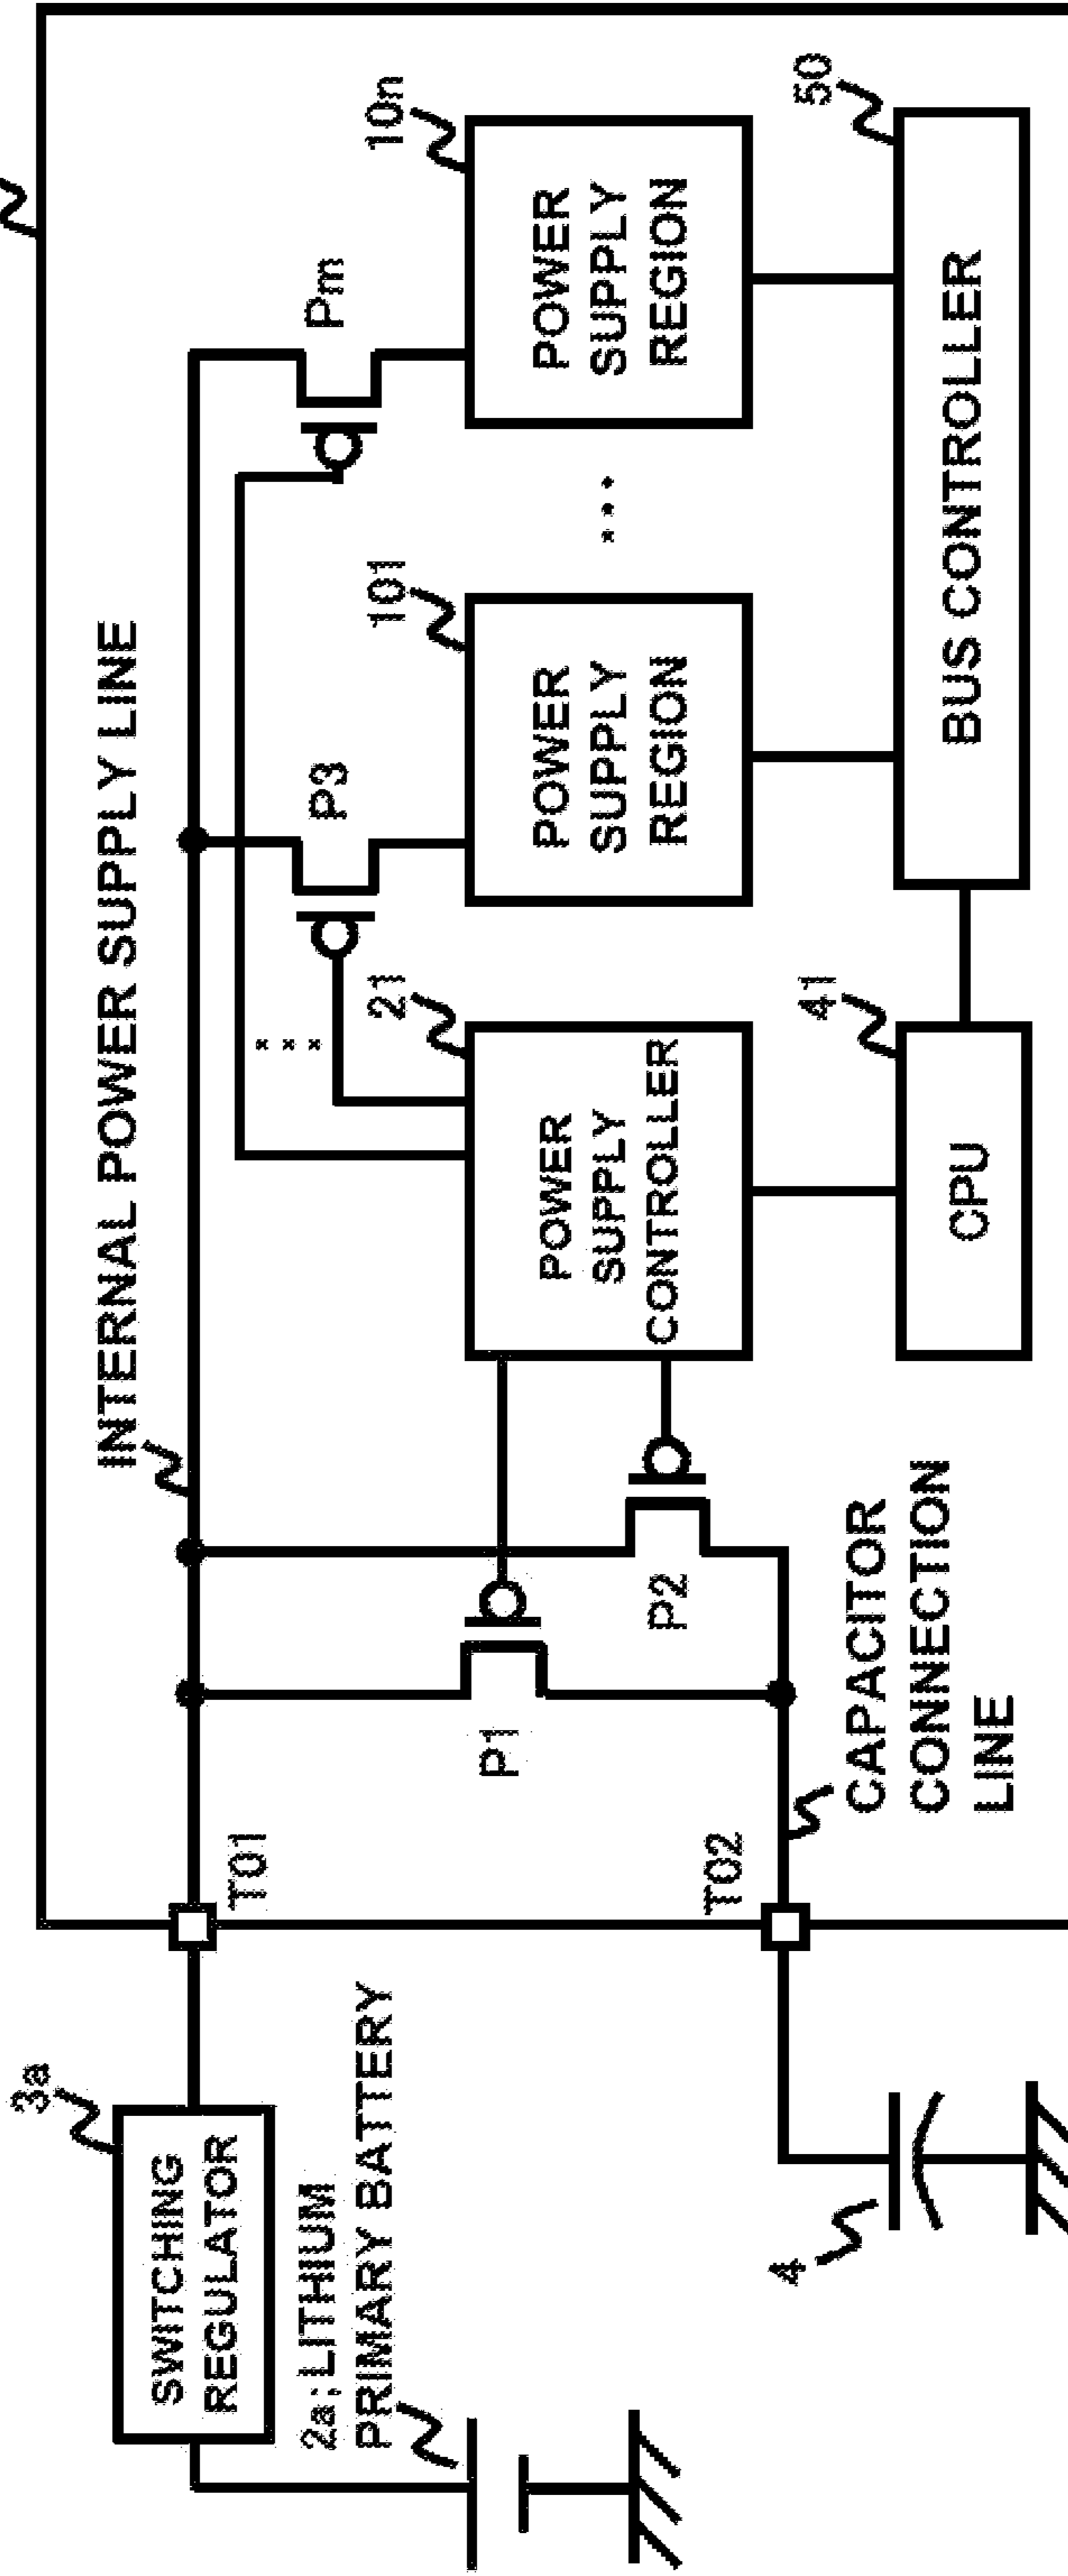 3a
SWITCHING
REGULATOR
2a ; LITHIUM
PRIMARY BATTERY
4
T01
T02
INTERNAL POWER SUPPLY LINE
P1
P2
CAPACITOR
CONNECTION
LINE
21
POWER
SUPPLY
CONTROLLER
41
CPU
P3
101
POWER
SUPPLY
REGION
...
...
Pm
10n
POWER
SUPPLY
REGION
50
BUS CONTROLLER